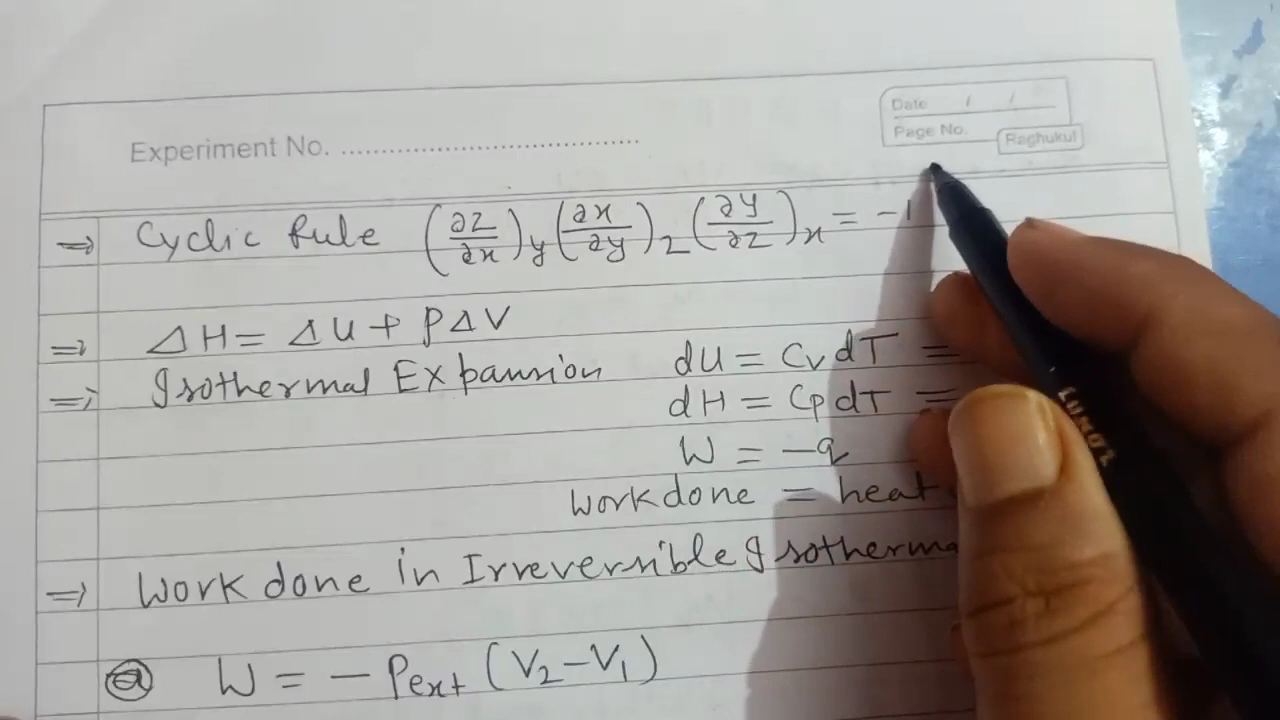 Date / /
Page No.
Raghukul
Experiment No. ......................................
⇒ Cyclic Rule (∂Z/∂x)y (∂x/∂y)z (∂y/∂z)x = -1
⇒ ΔH = ΔU + PΔV
⇒ Isothermal Expansion dU = CvdT =
dH = CpdT =
W = -q
Workdone = heat
⇒ Work done in Irreversible Isotherma
a W = - Pext (V2-V1)
LUMOZ